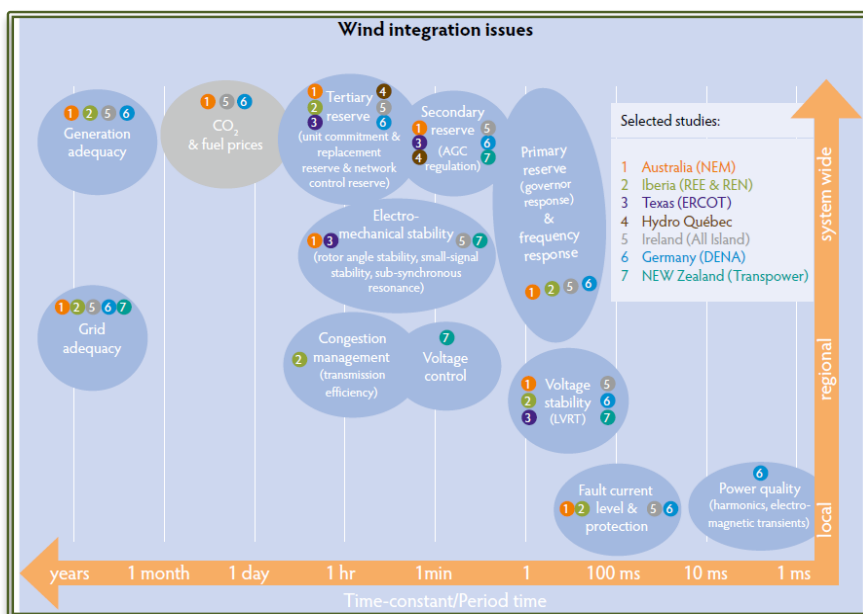 Wind integration issues
1 2 5 6
Generation
adequacy
1 5 6
CO2
& fuel prices
1 4
Tertiary
2 reserve 5
3 6
(unit commitment &
replacement
reserve & network
control reserve)
Secondary
1 reserve 5
3 (AGC 6
4 regulation) 7
Primary
reserve
(governor
response)
&
frequency
response
1 2 5 6
Selected studies:
1 Australia (NEM)
2 Iberia (REE & REN)
3 Texas (ERCOT)
4 Hydro Québec
5 Ireland (All Island)
6 Germany (DENA)
7 NEW Zealand (Transpower)
Electro-
mechanical stability
1 3 5 7
(rotor angle stability, small-signal
stability, sub-synchronous
resonance)
1 2 5 6 7
Grid
adequacy
Congestion
2 management
(transmission
efficiency)
7
Voltage
control
1 Voltage 5
2 stability 6
3 (LVRT) 7
Fault current
level &
1 2 protection 5 6
6
Power quality
(harmonics, electro-
magnetic transients)
system wide
regional
local
years 1 month 1 day 1 hr 1min 1 100 ms 10 ms 1 ms
Time-constant/Period time